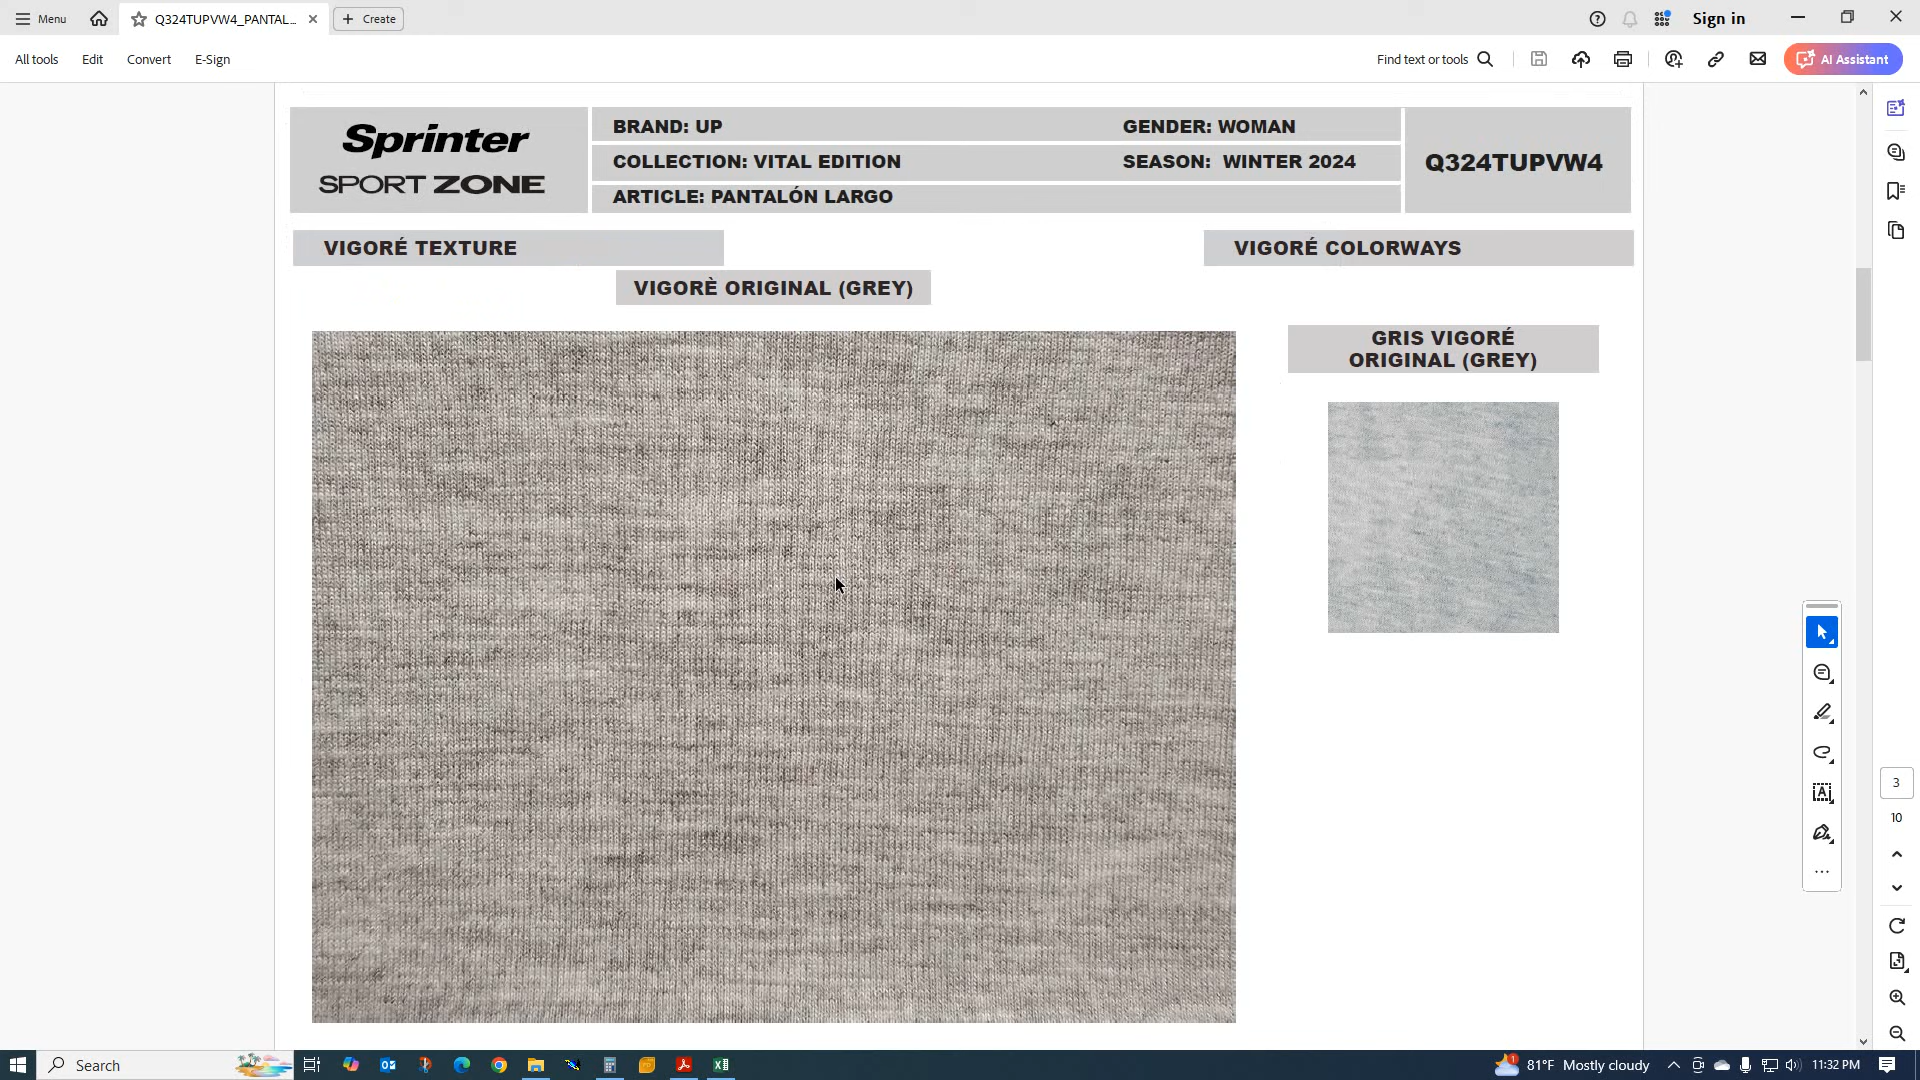 Menu
Q324TUPVW4_PANTAL...
Create
Sign in
All tools
Edit
Convert
E-Sign
Find text or tools
AI Assistant
Sprinter
SPORT ZONE
BRAND: UP
GENDER: WOMAN
COLLECTION: VITAL EDITION
SEASON: WINTER 2024
ARTICLE: PANTALÓN LARGO
Q324TUPVW4
VIGORÉ TEXTURE
VIGORÉ COLORWAYS
VIGORÈ ORIGINAL (GREY)
GRIS VIGORÉ
ORIGINAL (GREY)
3
10
Search
81°F Mostly cloudy
11:32 PM